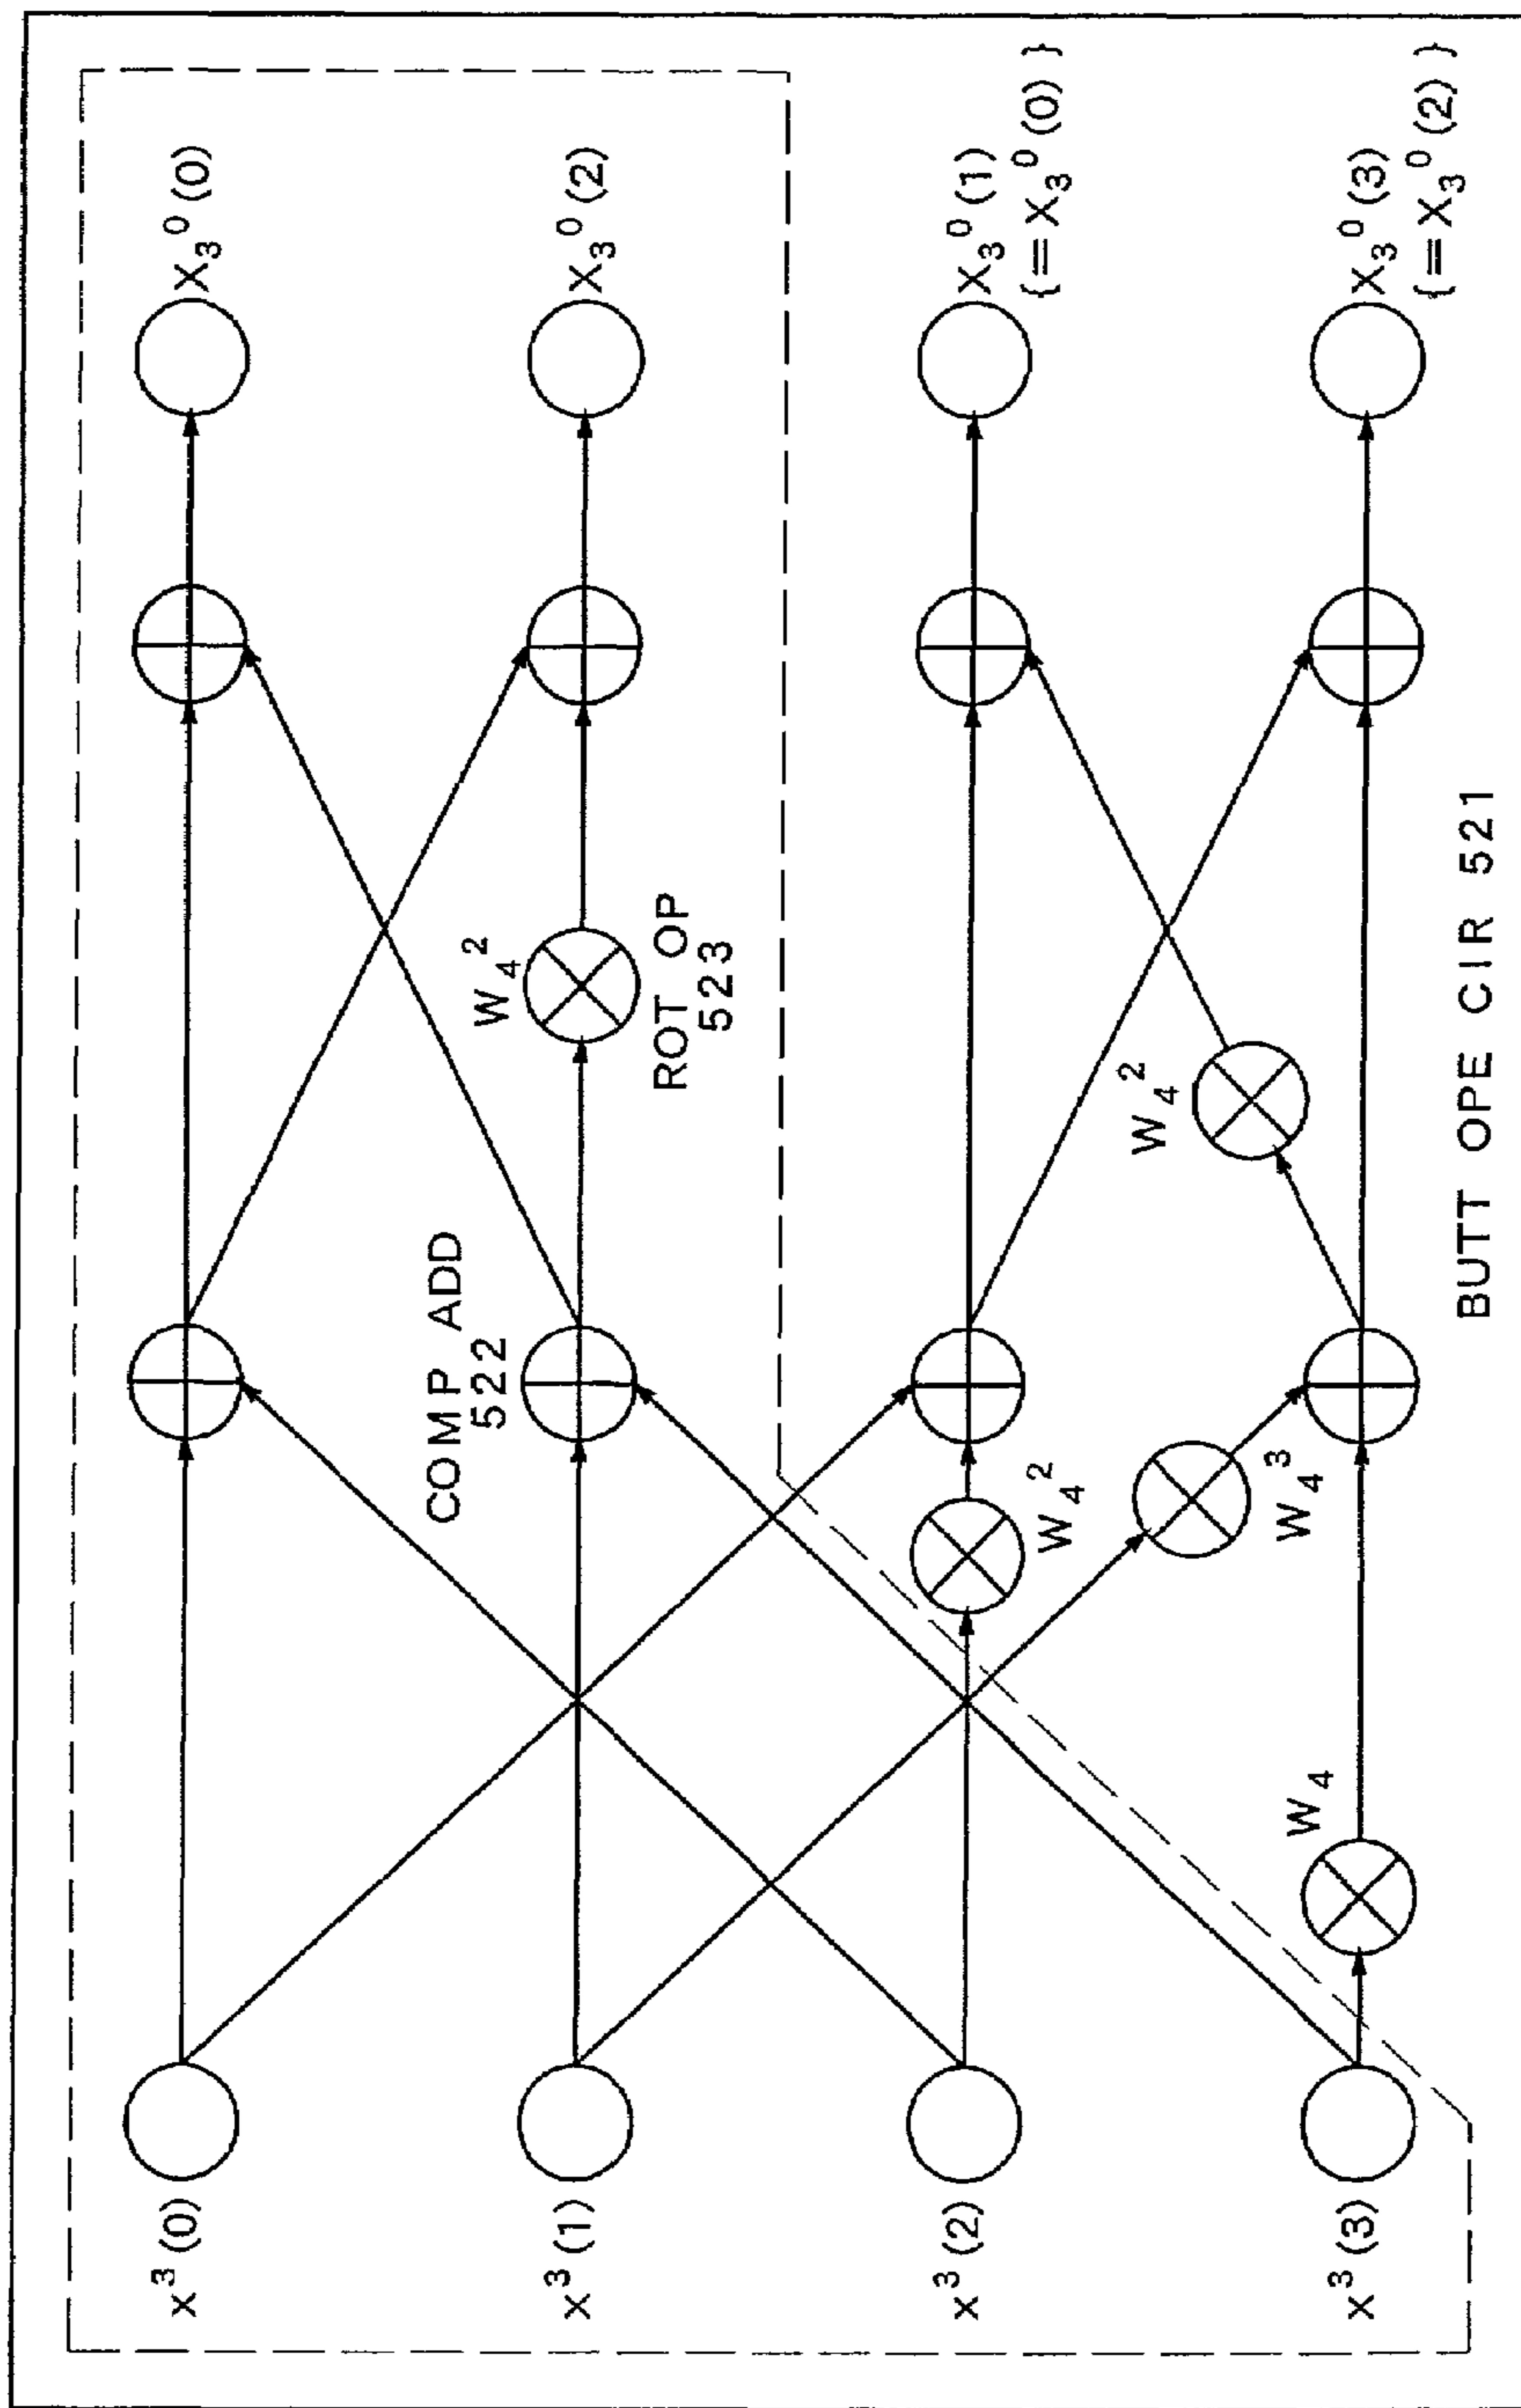 x³ (0)
x³ (1)
x³ (2)
x³ (3)
COMP ADD
522
W₄²
ROT OP
523
W₄²
W₄³
W₄
W₄²
X₃⁰ (0)
X₃⁰ (2)
X₃⁰ (1)
{=X₃⁰ (0) }
X₃⁰ (3)
{=X₃⁰ (2) }
BUTT OPE CIR 521